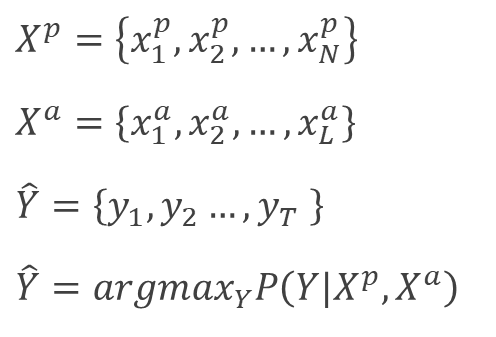 X^p = {x_1^p, x_2^p, …, x_N^p}
X^a = {x_1^a, x_2^a, …, x_L^a}
Ŷ = {y_1, y_2 …, y_T }
Ŷ = argmax_Y P(Y|X^p, X^a)